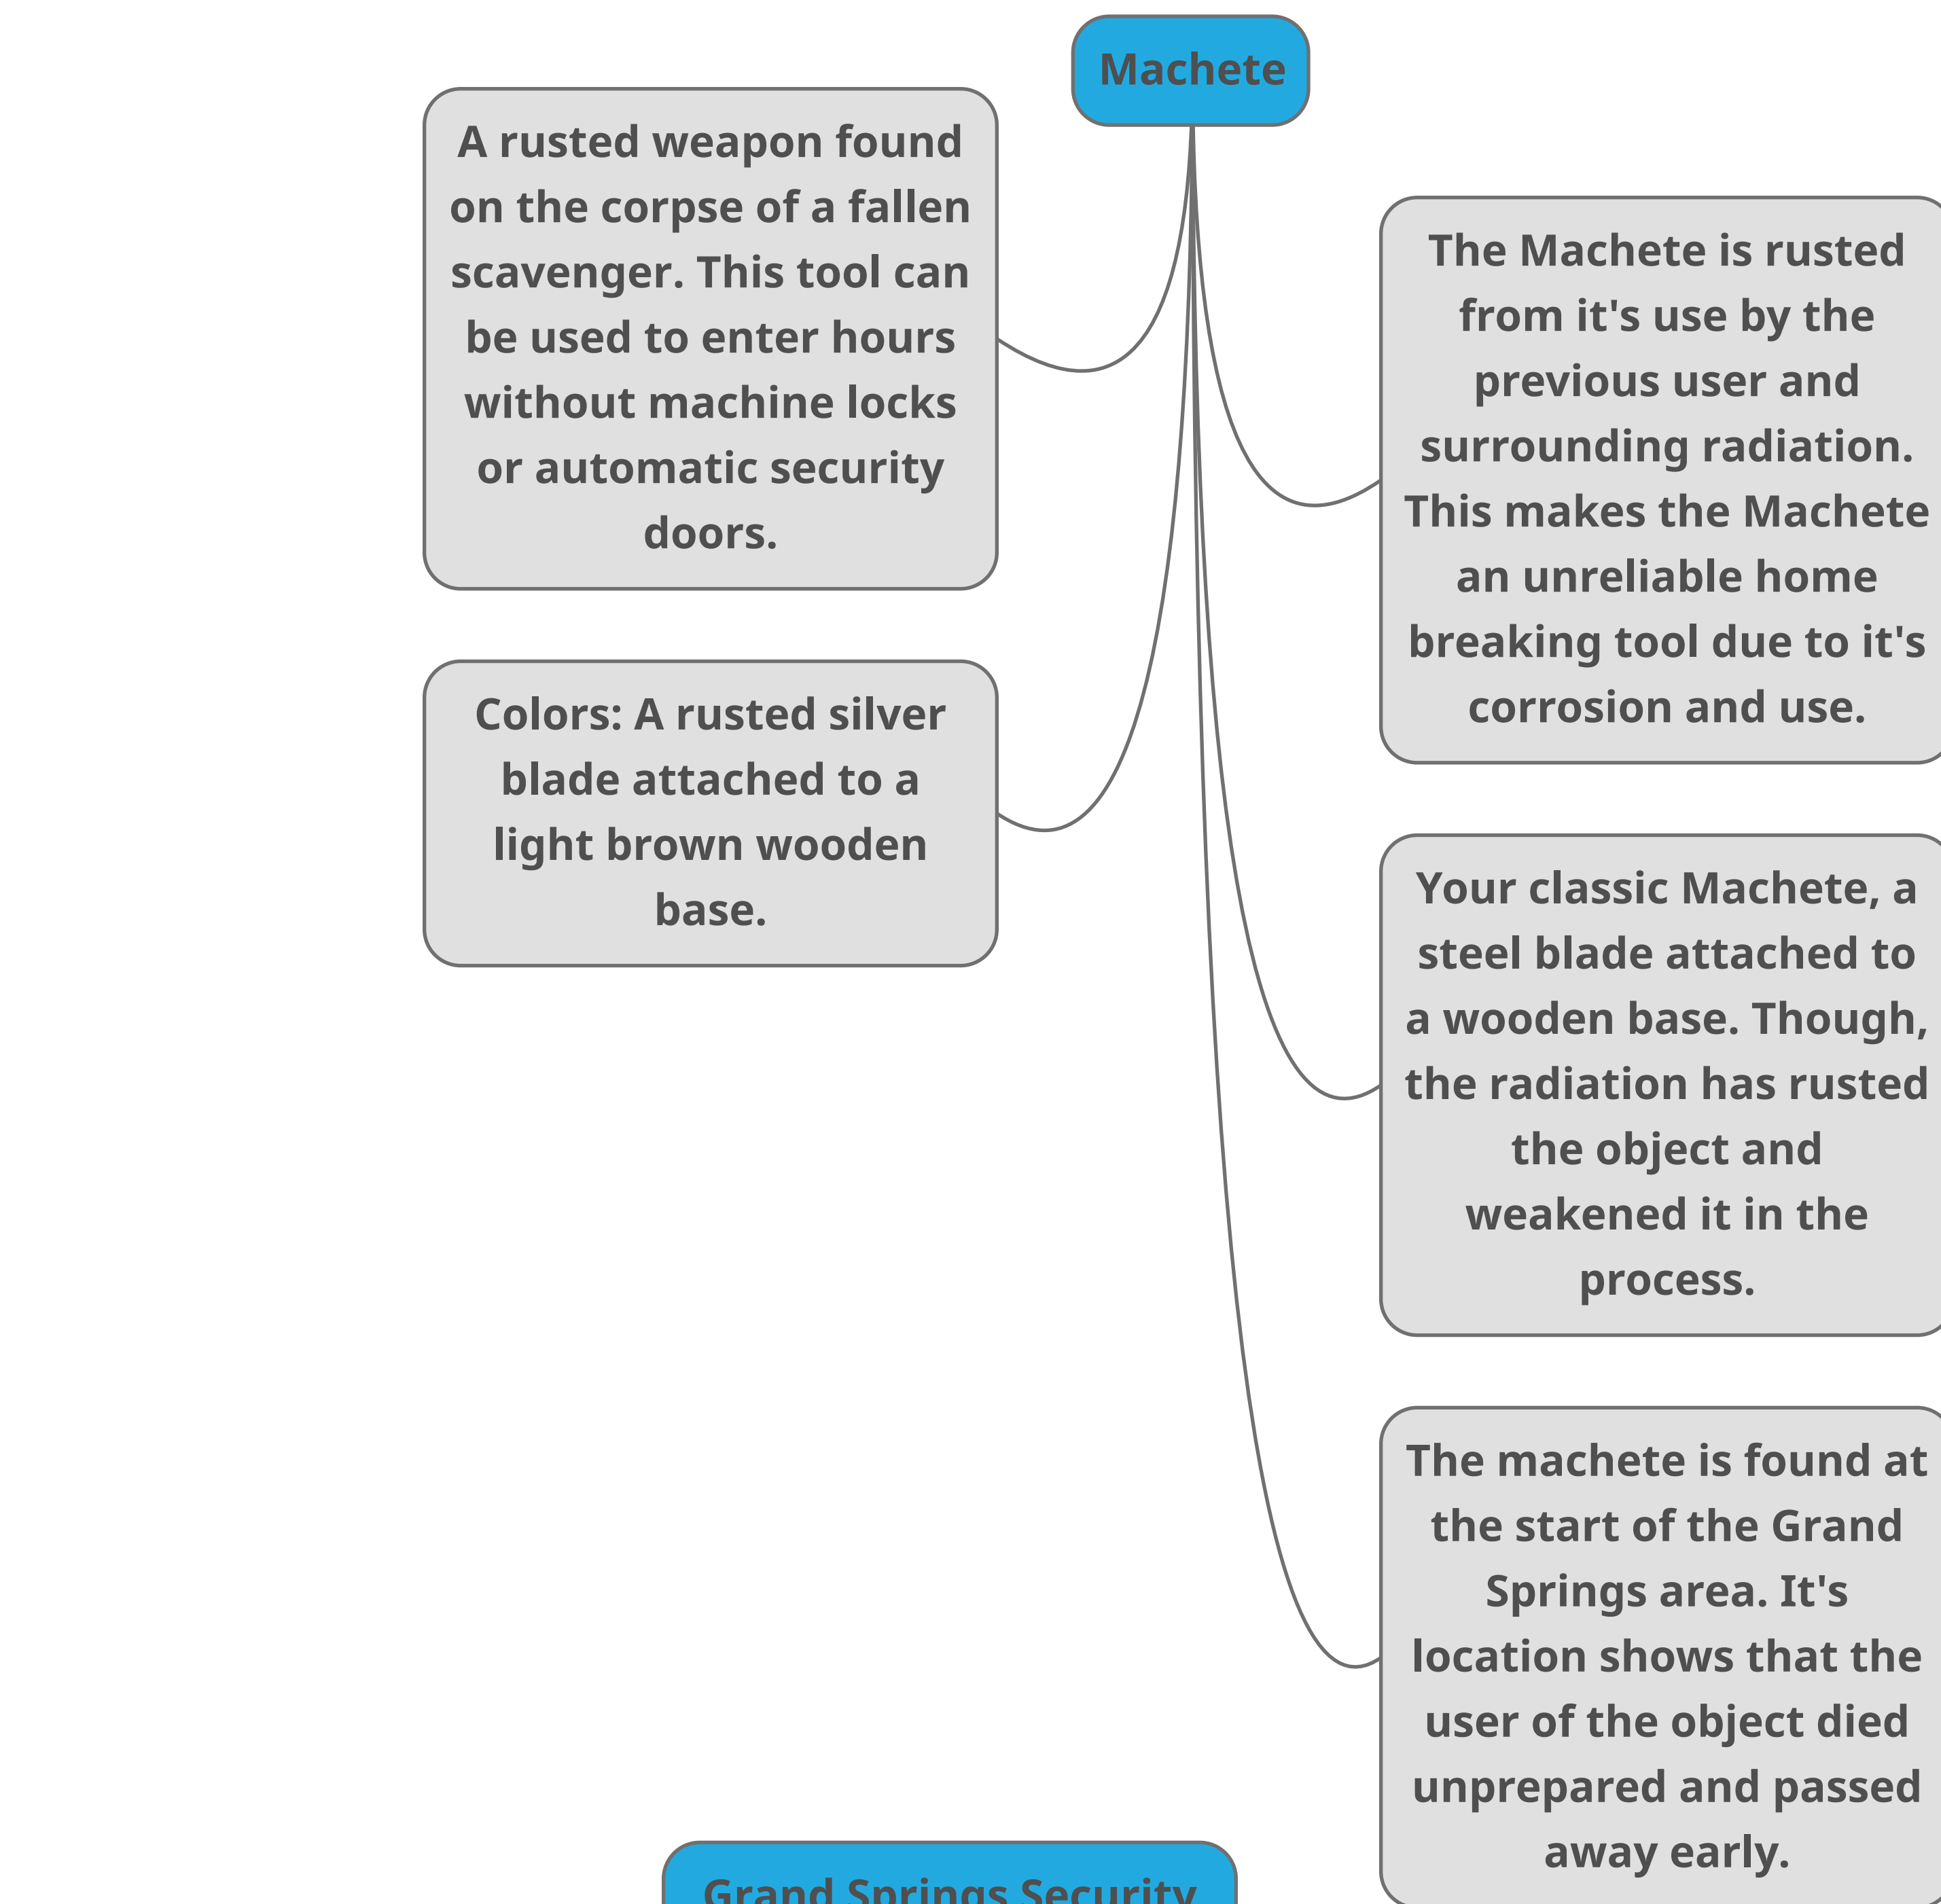 Machete
A rusted weapon found
on the corpse of a fallen
scavenger. This tool can
be used to enter hours
without machine locks
or automatic security
doors.
Colors: A rusted silver
blade attached to a
light brown wooden
base.
The Machete is rusted
from it's use by the
previous user and
surrounding radiation.
This makes the Machete
an unreliable home
breaking tool due to it's
corrosion and use.
Your classic Machete, a
steel blade attached to
a wooden base. Though,
the radiation has rusted
the object and
weakened it in the
process.
The machete is found at
the start of the Grand
Springs area. It's
location shows that the
user of the object died
unprepared and passed
away early.
Grand Springs Security